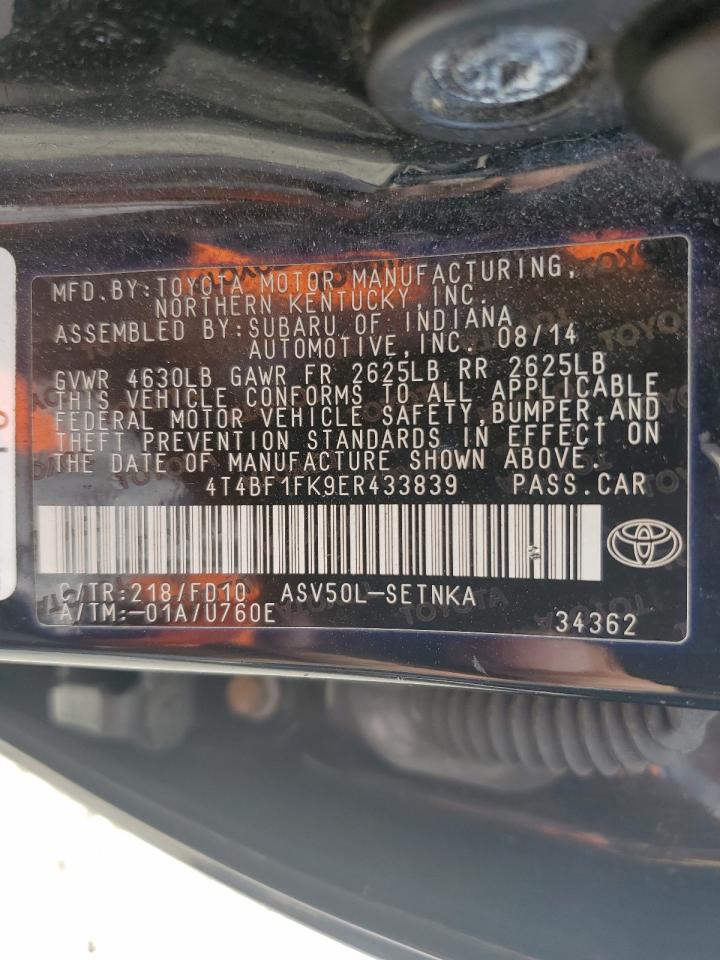 MFD.BY:TOYOTA MOTOR MANUFACTURING,
NORTHERN KENTUCKY, INC.
ASSEMBLED BY:SUBARU OF INDIANA
AUTOMOTIVE,INC. 08/14
GVWR 4630LB GAWR FR 2625LB RR 2625LB
THIS VEHICLE CONFORMS TO ALL APPLICABLE
FEDERAL MOTOR VEHICLE SAFETY,BUMPER,AND
THEFT PREVENTION STANDARDS IN EFFECT ON
THE DATE OF MANUFACTURE SHOWN ABOVE.
4T4BF1FK9ER433839 PASS.CAR
C/TR:218/FD10 ASV50L-SETNKA
A/TM:-01A/U760E
34362